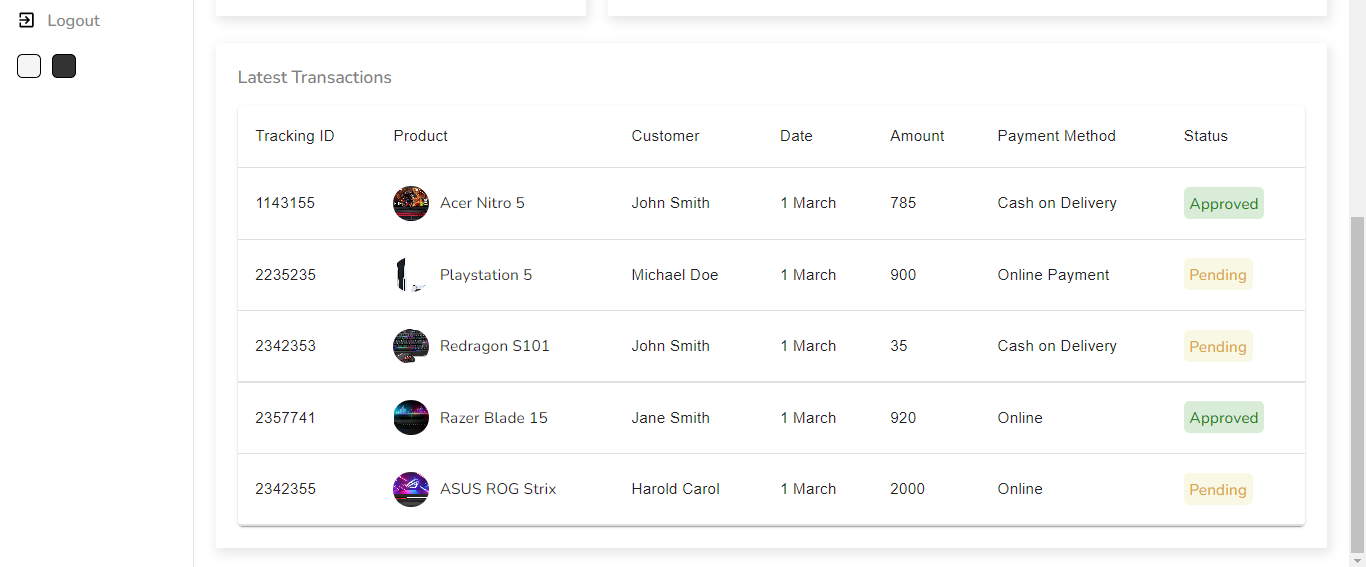 Logout
Latest Transactions
Tracking ID Product Customer Date Amount Payment Method Status
1143155 Acer Nitro 5 John Smith 1 March 785 Cash on Delivery Approved
2235235 Playstation 5 Michael Doe 1 March 900 Online Payment Pending
2342353 Redragon S101 John Smith 1 March 35 Cash on Delivery Pending
2357741 Razer Blade 15 Jane Smith 1 March 920 Online Approved
2342355 ASUS ROG Strix Harold Carol 1 March 2000 Online Pending